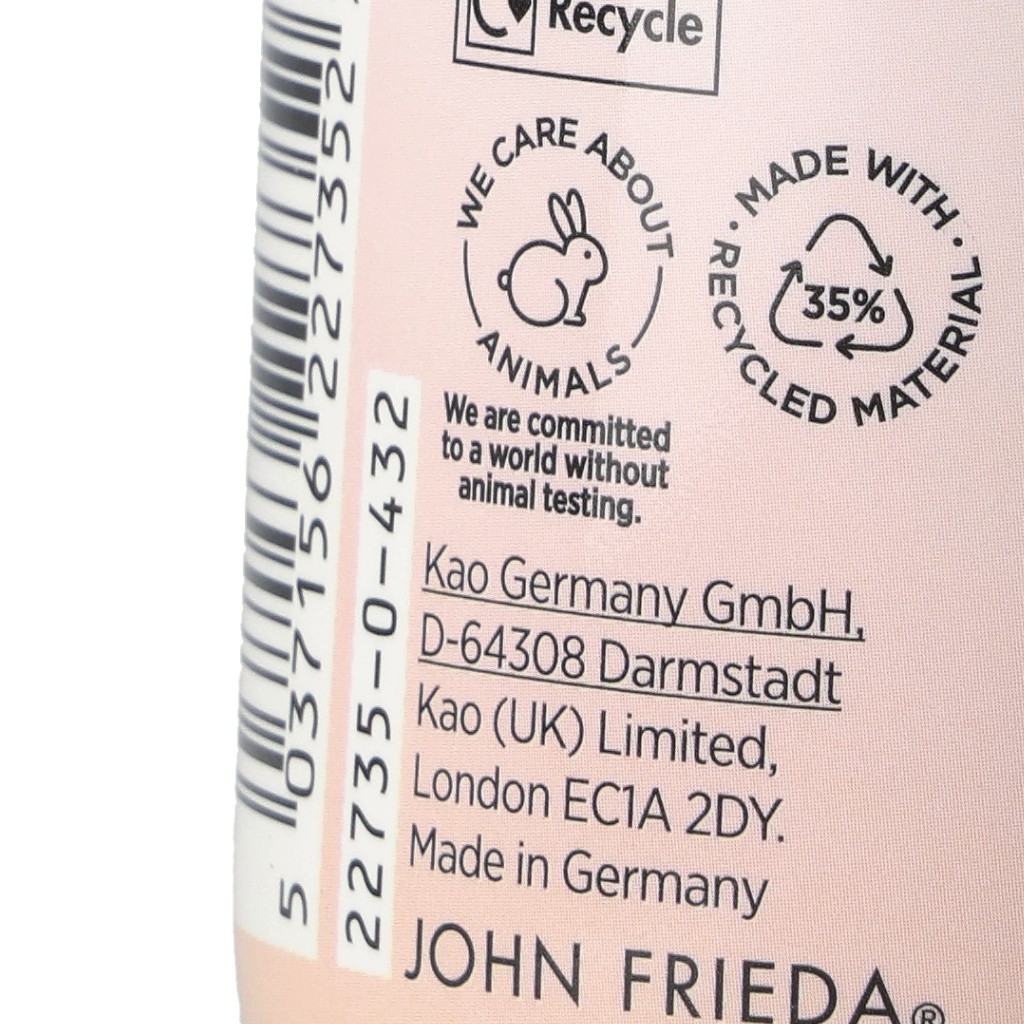 Recycle
WE CARE ABOUT
ANIMALS
MADE WITH
35%
RECYCLED MATERIAL
We are committed
to a world without
animal testing.
5 037156 227352
22735-0-432
Kao Germany GmbH,
D-64308 Darmstadt
Kao (UK) Limited,
London EC1A 2DY.
Made in Germany
JOHN FRIEDA®